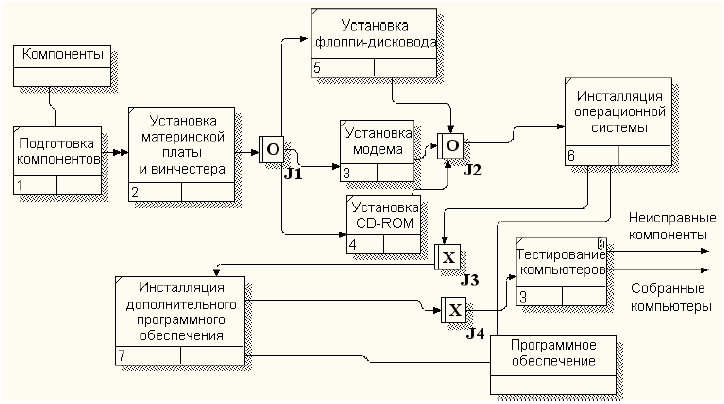 Компоненты
Подготовка
компонентов
1
Установка
материнской
платы
и винчестера
2
O
J1
Установка
флоппи-дисковода
5
Установка
модема
3
Установка
CD-ROM
4
O
J2
Инсталляция
операционной
системы
6
X
J3
Инсталляция
дополнительного
программного
обеспечения
7
X
J4
Тестирование
компьютеров
3
Неисправные
компоненты
Собранные
компьютеры
Программное
обеспечение